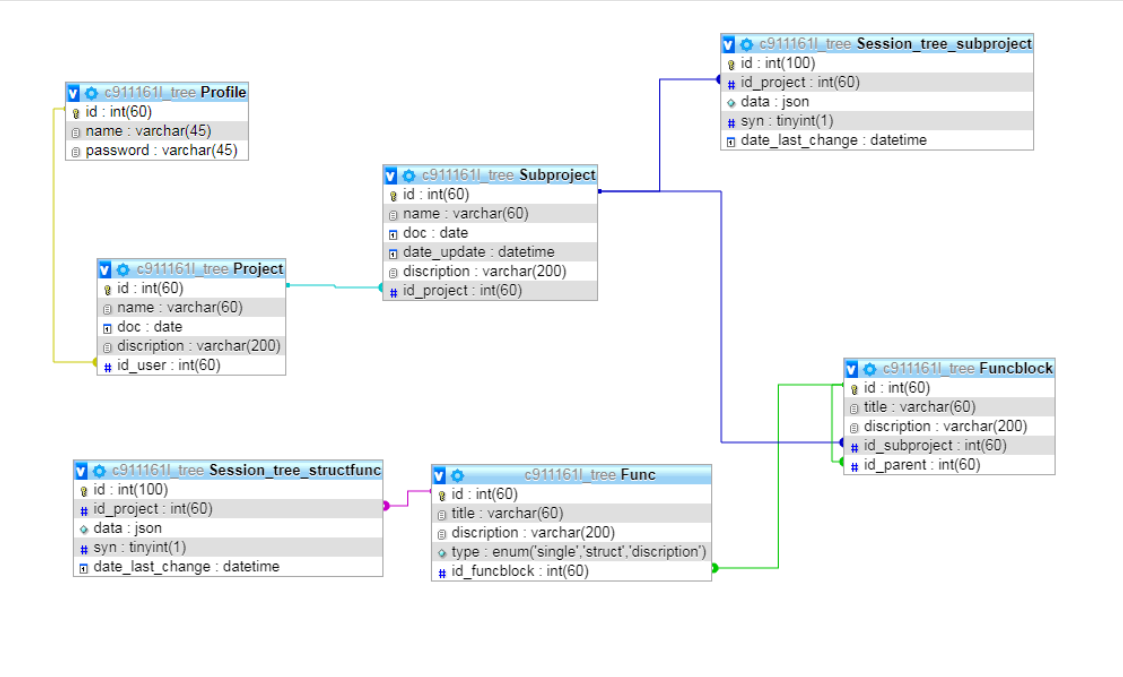 c911161l_tree Profile
id : int(60)
name : varchar(45)
password : varchar(45)
c911161l_tree Project
id : int(60)
name : varchar(60)
doc : date
discription : varchar(200)
id_user : int(60)
c911161l_tree Subproject
id : int(60)
name : varchar(60)
doc : date
date_update : datetime
discription : varchar(200)
id_project : int(60)
c911161l_tree Session_tree_subproject
id : int(100)
id_project : int(60)
data : json
syn : tinyint(1)
date_last_change : datetime
c911161l_tree Funcblock
id : int(60)
title : varchar(60)
discription : varchar(200)
id_subproject : int(60)
id_parent : int(60)
c911161l_tree Session_tree_structfunc
id : int(100)
id_project : int(60)
data : json
syn : tinyint(1)
date_last_change : datetime
c911161l_tree Func
id : int(60)
title : varchar(60)
discription : varchar(200)
type : enum('single','struct','discription')
id_funcblock : int(60)